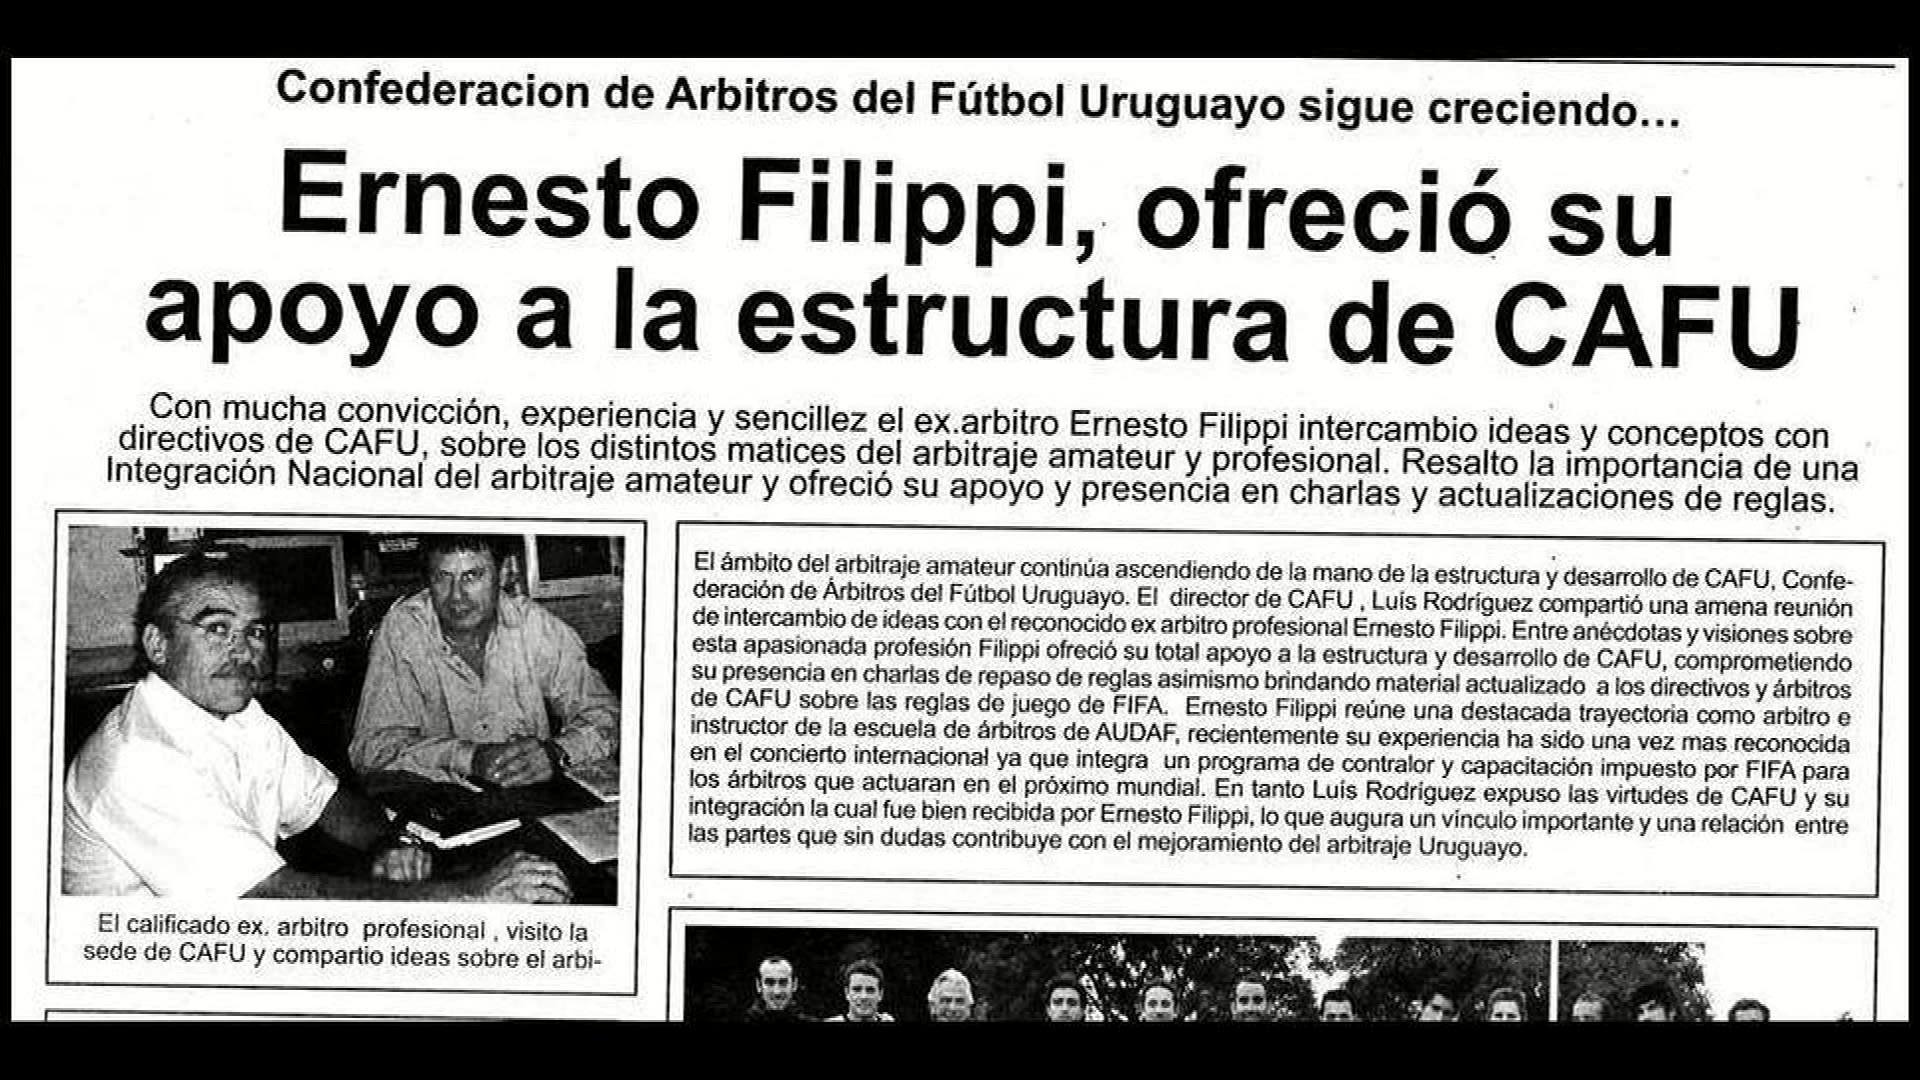 Confederacion de Arbitros del Fútbol Uruguayo sigue creciendo...
Ernesto Filippi, ofreció su
apoyo a la estructura de CAFU
Con mucha convicción, experiencia y sencillez el ex.arbitro Ernesto Filippi intercambio ideas y conceptos con
directivos de CAFU, sobre los distintos matices del arbitraje amateur y profesional. Resalto la importancia de una
Integración Nacional del arbitraje amateur y ofreció su apoyo y presencia en charlas y actualizaciones de reglas.
El ámbito del arbitraje amateur continúa ascendiendo de la mano de la estructura y desarrollo de CAFU, Confe-
deración de Árbitros del Fútbol Uruguayo. El director de CAFU , Luís Rodríguez compartió una amena reunión
de intercambio de ideas con el reconocido ex arbitro profesional Ernesto Filippi. Entre anécdotas y visiones sobre
esta apasionada profesión Filippi ofreció su total apoyo a la estructura y desarrollo de CAFU, comprometiendo
su presencia en charlas de repaso de reglas asimismo brindando material actualizado a los directivos y árbitros
de CAFU sobre las reglas de juego de FIFA. Ernesto Filippi reúne una destacada trayectoria como arbitro e
instructor de la escuela de árbitros de AUDAF, recientemente su experiencia ha sido una vez mas reconocida
en el concierto internacional ya que integra un programa de contralor y capacitación impuesto por FIFA para
los árbitros que actuaran en el próximo mundial. En tanto Luís Rodríguez expuso las virtudes de CAFU y su
integración la cual fue bien recibida por Ernesto Filippi, lo que augura un vínculo importante y una relación entre
las partes que sin dudas contribuye con el mejoramiento del arbitraje Uruguayo.
El calificado ex. arbitro profesional , visito la
sede de CAFU y compartio ideas sobre el arbi-